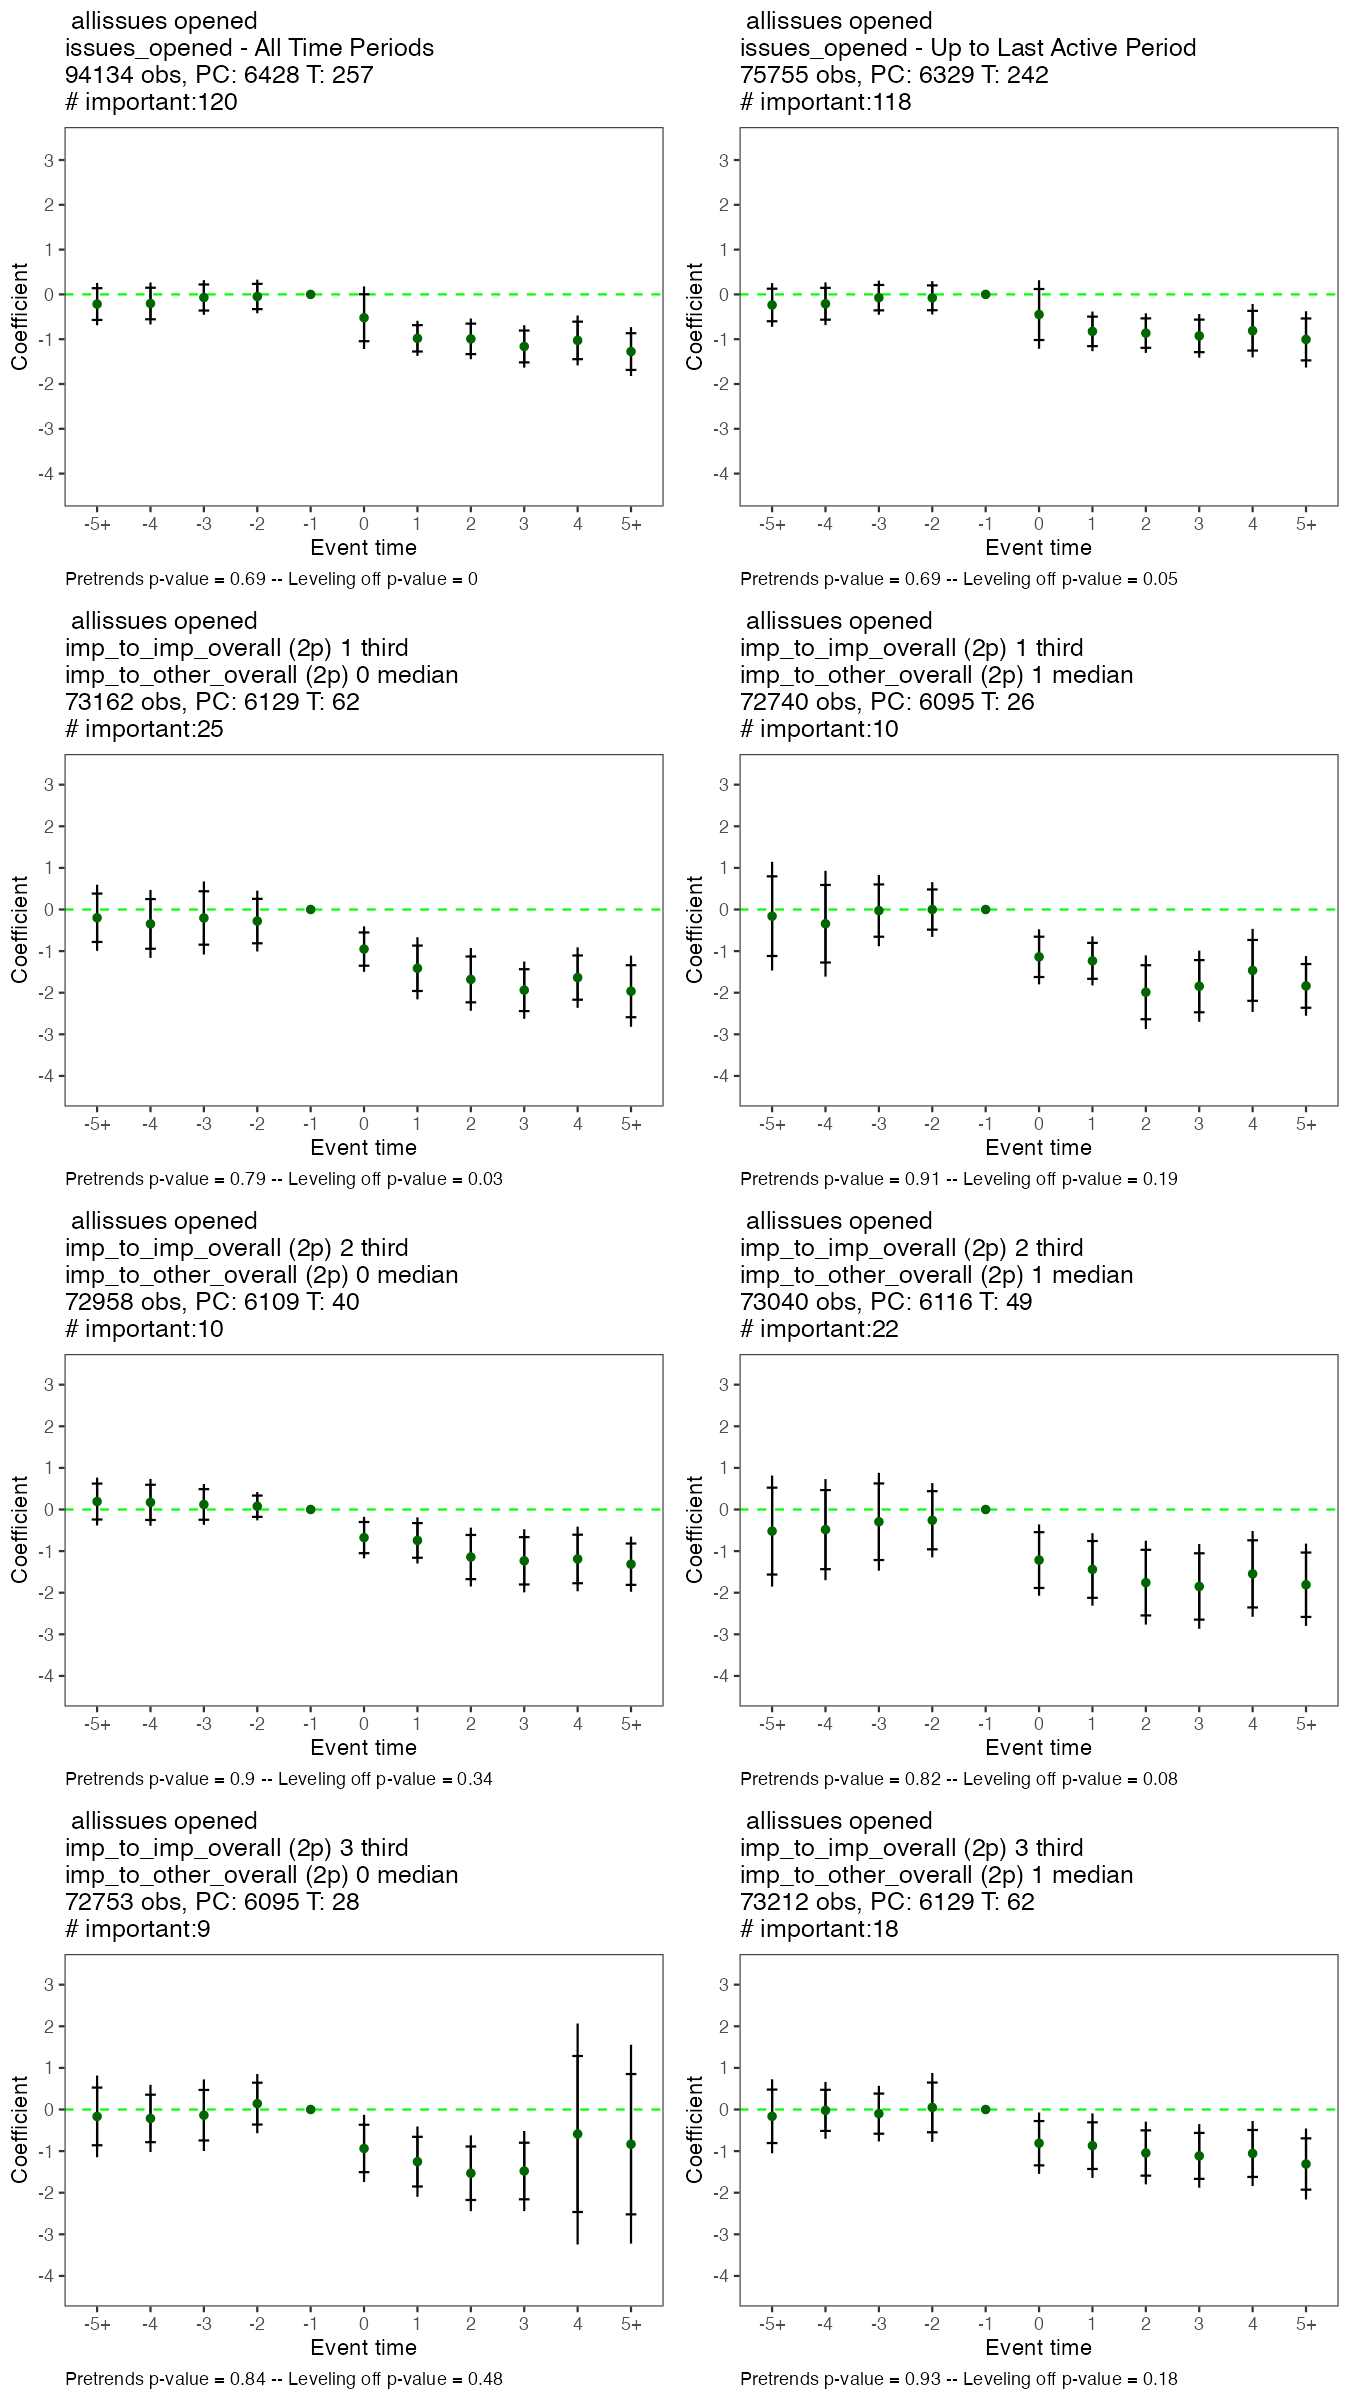 allissues opened
issues_opened - All Time Periods
94134 obs, PC: 6428 T: 257
# important:120
3
2
1
0
-1
-2
-3
-4
Coefficient
-5+ -4 -3 -2 -1 0 1 2 3 4 5+
Event time
Pretrends p-value = 0.69 -- Leveling off p-value = 0
allissues opened
issues_opened - Up to Last Active Period
75755 obs, PC: 6329 T: 242
# important:118
3
2
1
0
-1
-2
-3
-4
Coefficient
-5+ -4 -3 -2 -1 0 1 2 3 4 5+
Event time
Pretrends p-value = 0.69 -- Leveling off p-value = 0.05
allissues opened
imp_to_imp_overall (2p) 1 third
imp_to_other_overall (2p) 0 median
73162 obs, PC: 6129 T: 62
# important:25
3
2
1
0
-1
-2
-3
-4
Coefficient
-5+ -4 -3 -2 -1 0 1 2 3 4 5+
Event time
Pretrends p-value = 0.79 -- Leveling off p-value = 0.03
allissues opened
imp_to_imp_overall (2p) 1 third
imp_to_other_overall (2p) 1 median
72740 obs, PC: 6095 T: 26
# important:10
3
2
1
0
-1
-2
-3
-4
Coefficient
-5+ -4 -3 -2 -1 0 1 2 3 4 5+
Event time
Pretrends p-value = 0.91 -- Leveling off p-value = 0.19
allissues opened
imp_to_imp_overall (2p) 2 third
imp_to_other_overall (2p) 0 median
72958 obs, PC: 6109 T: 40
# important:10
3
2
1
0
-1
-2
-3
-4
Coefficient
-5+ -4 -3 -2 -1 0 1 2 3 4 5+
Event time
Pretrends p-value = 0.9 -- Leveling off p-value = 0.34
allissues opened
imp_to_imp_overall (2p) 2 third
imp_to_other_overall (2p) 1 median
73040 obs, PC: 6116 T: 49
# important:22
3
2
1
0
-1
-2
-3
-4
Coefficient
-5+ -4 -3 -2 -1 0 1 2 3 4 5+
Event time
Pretrends p-value = 0.82 -- Leveling off p-value = 0.08
allissues opened
imp_to_imp_overall (2p) 3 third
imp_to_other_overall (2p) 0 median
72753 obs, PC: 6095 T: 28
# important:9
3
2
1
0
-1
-2
-3
-4
Coefficient
-5+ -4 -3 -2 -1 0 1 2 3 4 5+
Event time
Pretrends p-value = 0.84 -- Leveling off p-value = 0.48
allissues opened
imp_to_imp_overall (2p) 3 third
imp_to_other_overall (2p) 1 median
73212 obs, PC: 6129 T: 62
# important:18
3
2
1
0
-1
-2
-3
-4
Coefficient
-5+ -4 -3 -2 -1 0 1 2 3 4 5+
Event time
Pretrends p-value = 0.93 -- Leveling off p-value = 0.18